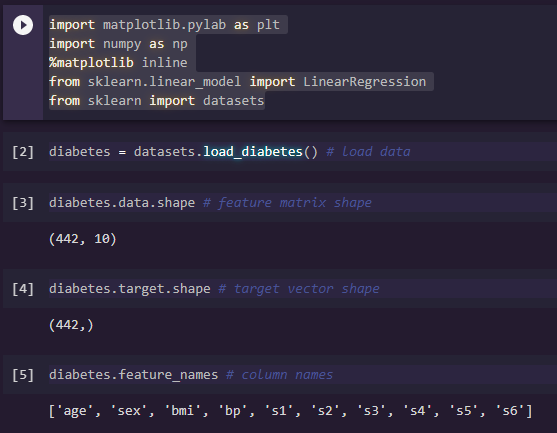 import matplotlib.pylab as plt
import numpy as np
%matplotlib inline
from sklearn.linear_model import LinearRegression
from sklearn import datasets
[2] diabetes = datasets.load_diabetes() # load data
[3] diabetes.data.shape # feature matrix shape
(442, 10)
[4] diabetes.target.shape # target vector shape
(442,)
[5] diabetes.feature_names # column names
['age', 'sex', 'bmi', 'bp', 's1', 's2', 's3', 's4', 's5', 's6']